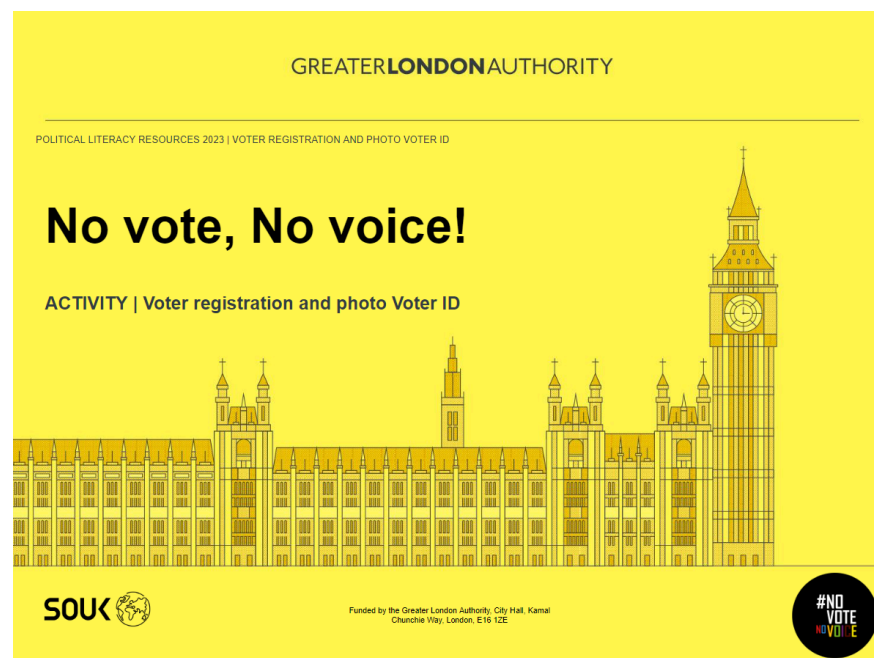 GREATERLONDONAUTHORITY
POLITICAL LITERACY RESOURCES 2023 | VOTER REGISTRATION AND PHOTO VOTER ID
No vote, No voice!
ACTIVITY | Voter registration and photo Voter ID
SOUK
Funded by the Greater London Authority, City Hall, Kamal
Chunchie Way, London, E16 1ZE
#NO
VOTE
NO VOICE